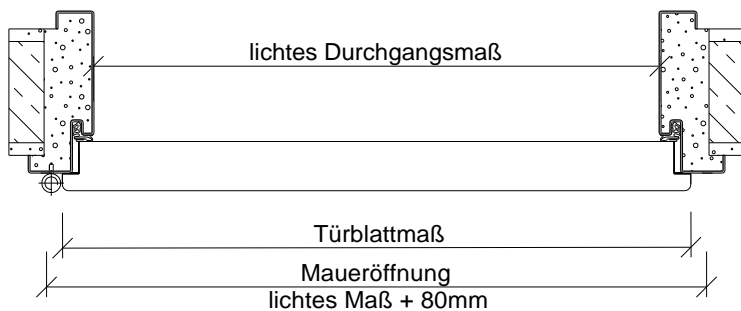 lichtes Durchgangsmaß
Türblattmaß
Maueröffnung
lichtes Maß + 80mm